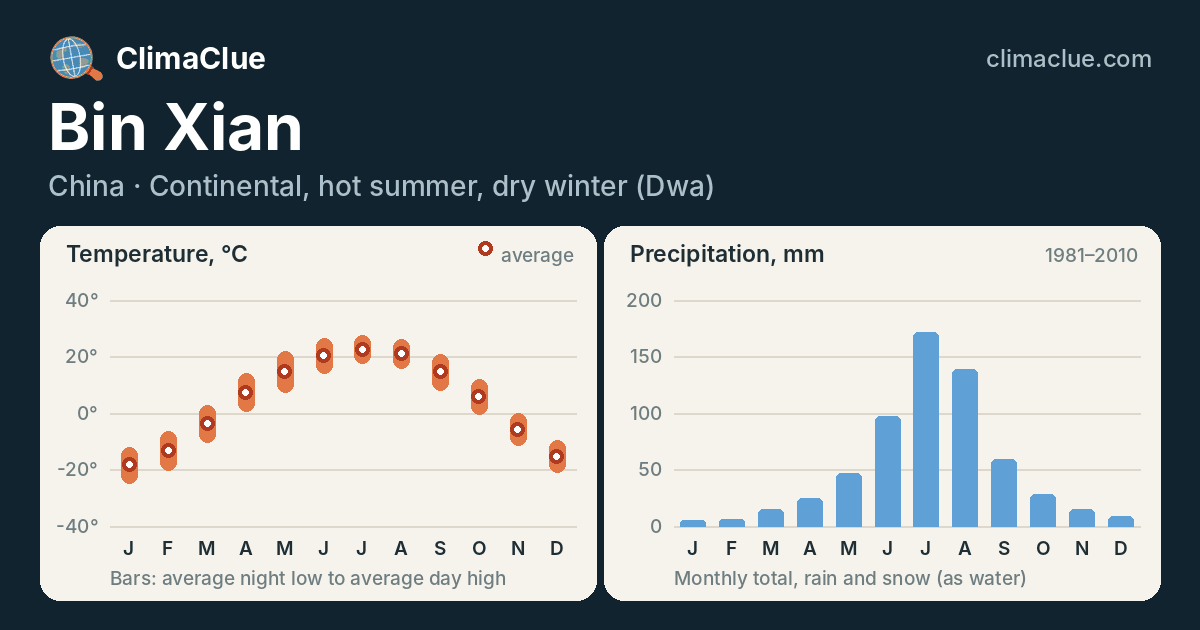 ClimaClue
climaclue.com
Bin Xian
China · Continental, hot summer, dry winter (Dwa)
Temperature, °C
average
40°
20°
0°
-20°
-40°
J F M A M J J A S O N D
Bars: average night low to average day high
Precipitation, mm
1981–2010
200
150
100
50
0
J F M A M J J A S O N D
Monthly total, rain and snow (as water)